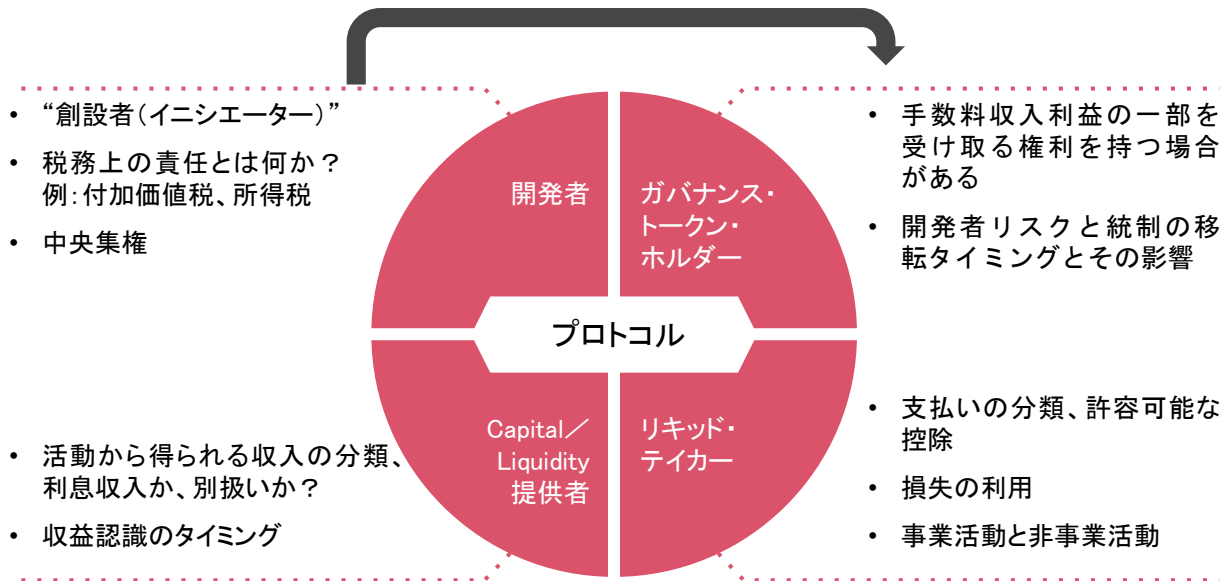 • “創設者（イニシエーター）”
• 税務上の責任とは何か？
例：付加価値税、所得税
• 中央集権
開発者
ガバナンス・
トークン・
ホルダー
• 手数料収入利益の一部を
受け取る権利を持つ場合
がある
• 開発者リスクと統制の移
転タイミングとその影響
プロトコル
• 活動から得られる収入の分類、
利息収入か、別扱いか？
• 収益認識のタイミング
Capital／
Liquidity
提供者
リキッド・
テイカー
• 支払いの分類、許容可能な
控除
• 損失の利用
• 事業活動と非事業活動